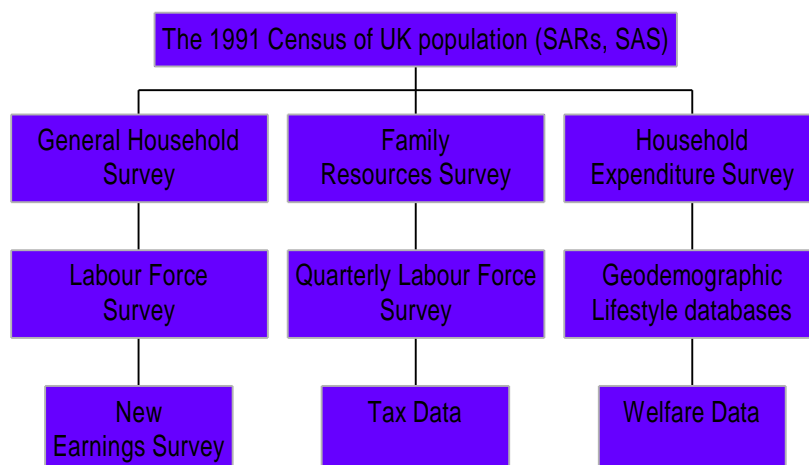 The 1991 Census of UK population (SARs, SAS)
General Household
Survey
Family
Resources Survey
Household
Expenditure Survey
Labour Force
Survey
Quarterly Labour Force
Survey
Geodemographic
Lifestyle databases
New
Earnings Survey
Tax Data
Welfare Data